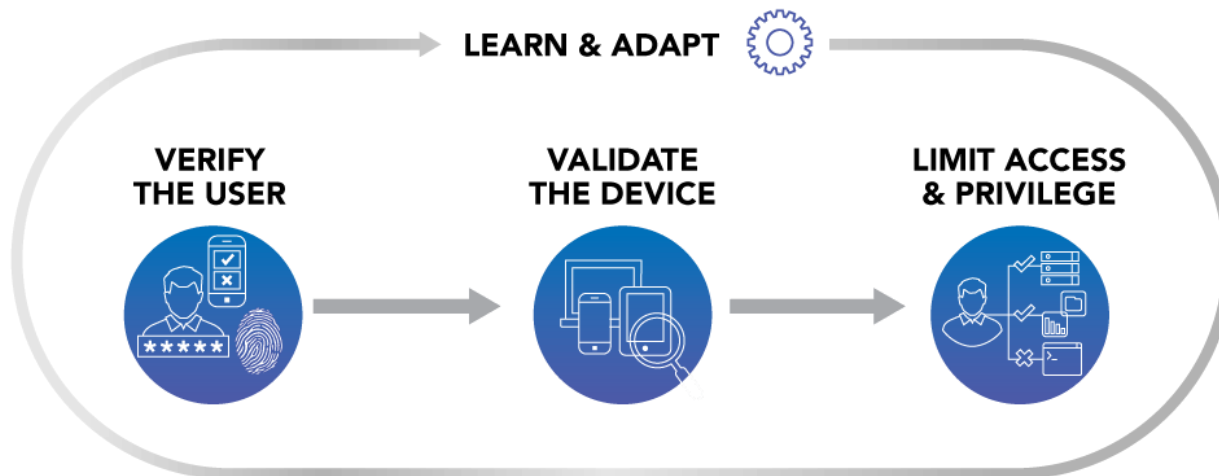 LEARN & ADAPT
VERIFY
THE USER
VALIDATE
THE DEVICE
LIMIT ACCESS
& PRIVILEGE
*****
>_